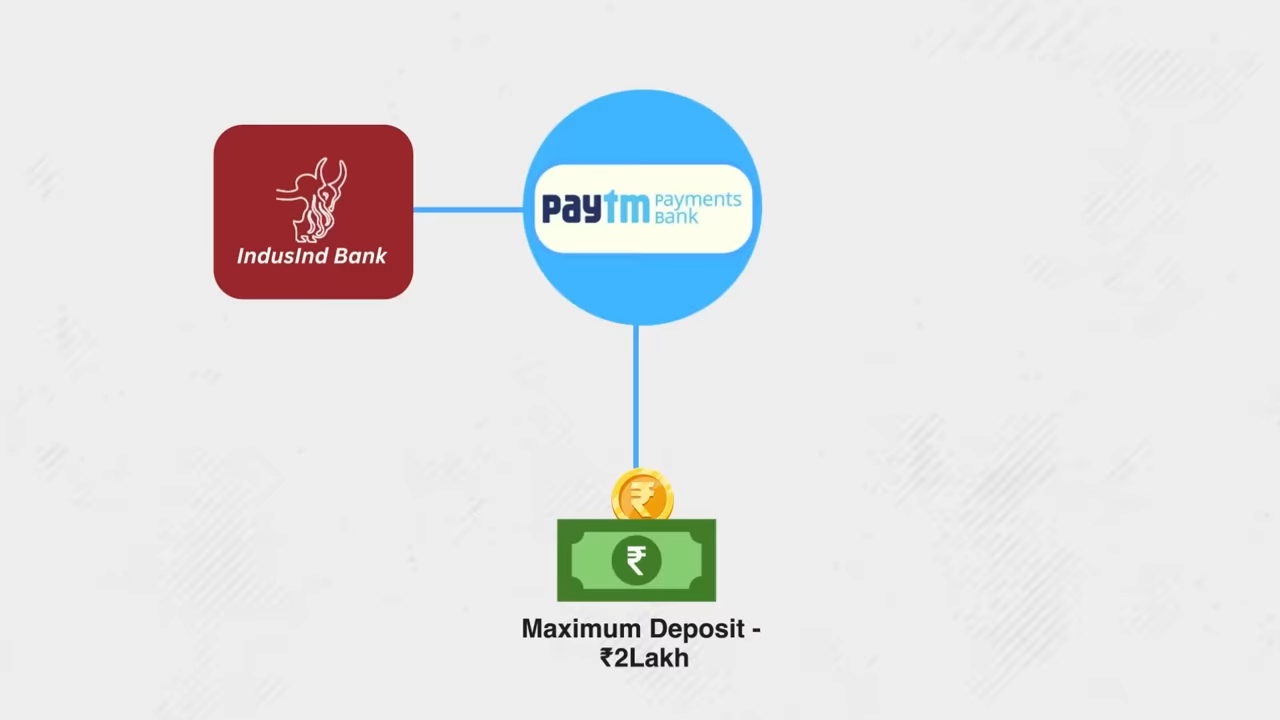 paytm Payments
Bank
IndusInd Bank
₹
₹
Maximum Deposit -
₹2Lakh